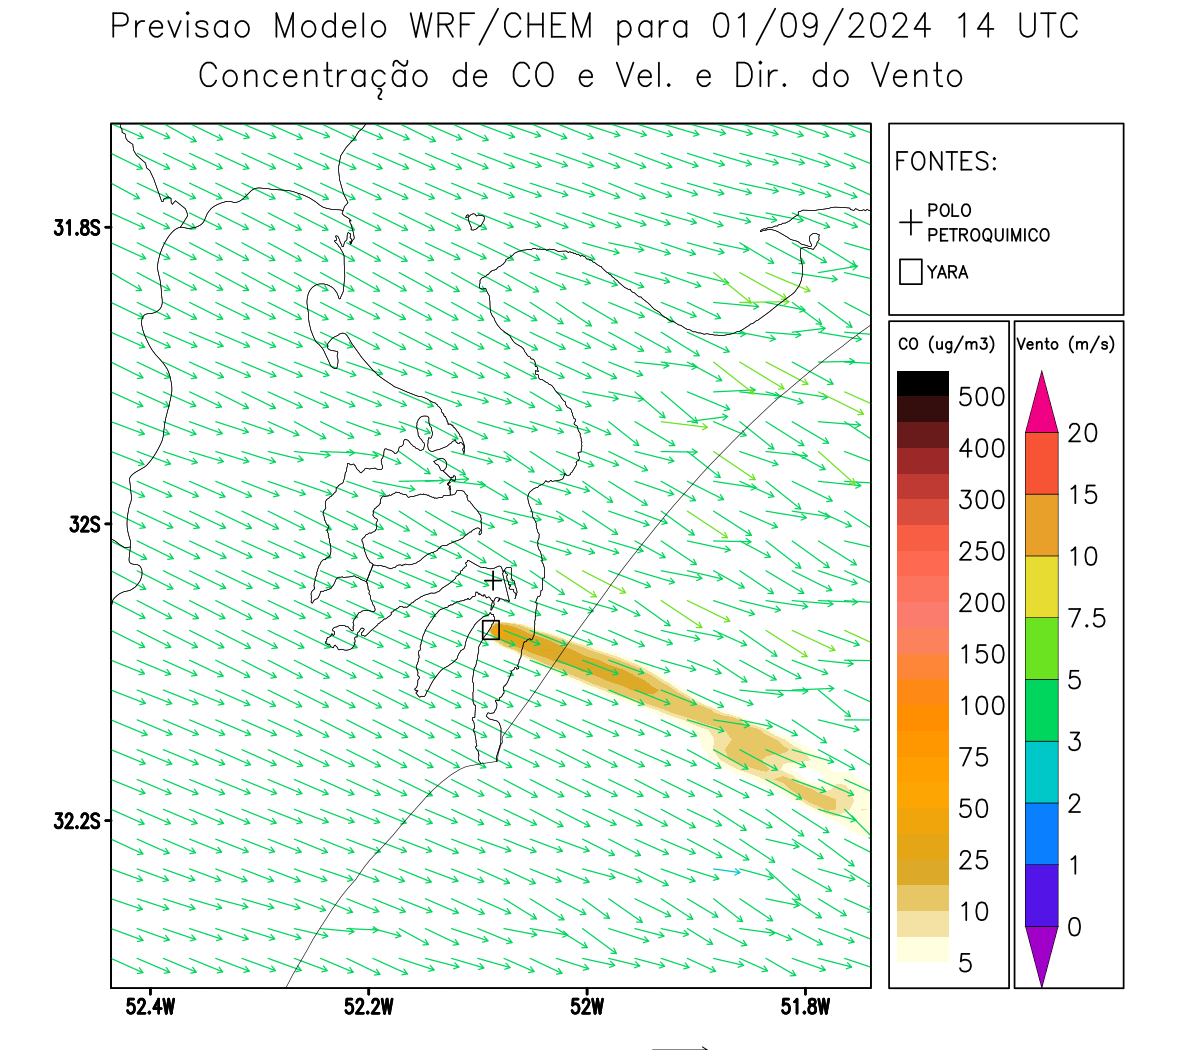 Previsao Modelo WRF/CHEM para 01/09/2024 14 UTC
Concentração de CO e Vel. e Dir. do Vento
FONTES:
POLO
PETROQUIMICO
YARA
CO (ug/m3)
500
400
300
250
200
150
100
75
50
25
10
5
Vento (m/s)
20
15
10
7.5
5
3
2
1
0
31.8S
32S
32.2S
52.4W
52.2W
52W
51.8W